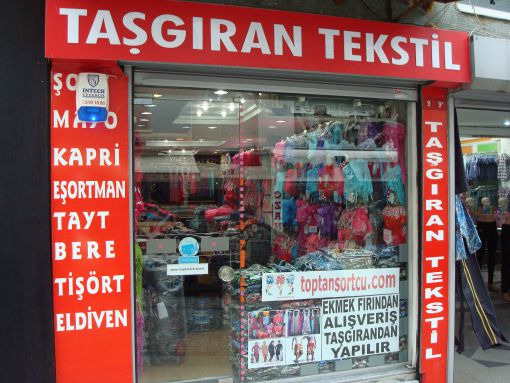 TAŞGIRAN TEKSTİL
INTECH
MAYO
KAPRİ
EŞORTMAN
TAYT
BERE
TİŞÖRT
ELDİVEN
TAŞGIRAN TEKSTİL
toptansortcu.com
EKMEK FIRINDAN
ALIŞVERİŞ
TAŞGIRANDAN
YAPILIR